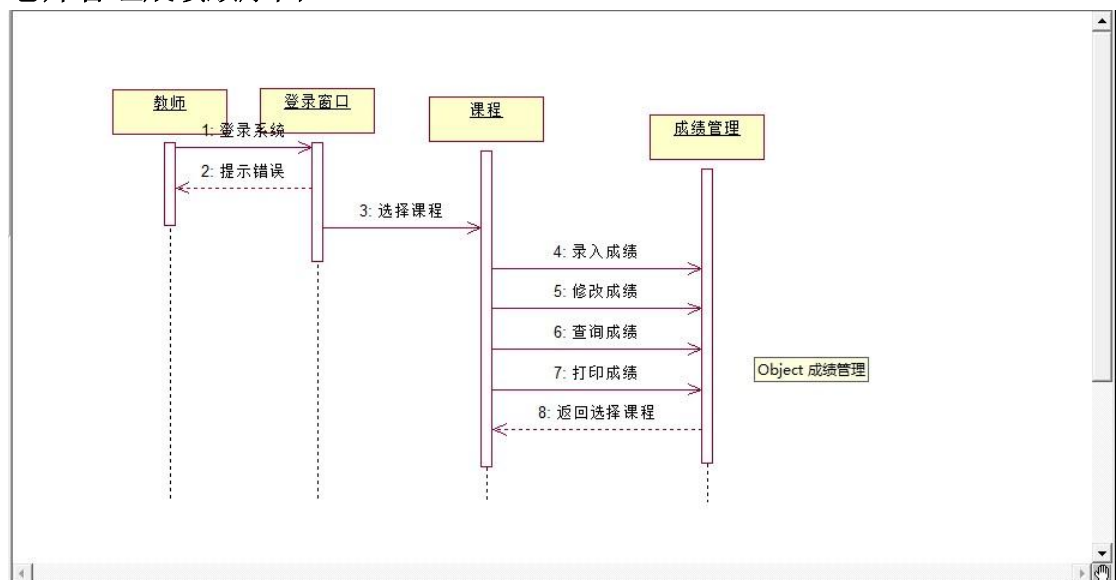 教师
登录窗口
课程
成绩管理
1: 登录系统
2: 提示错误
3: 选择课程
4: 录入成绩
5: 修改成绩
6: 查询成绩
7: 打印成绩
Object 成绩管理
8: 返回选择课程